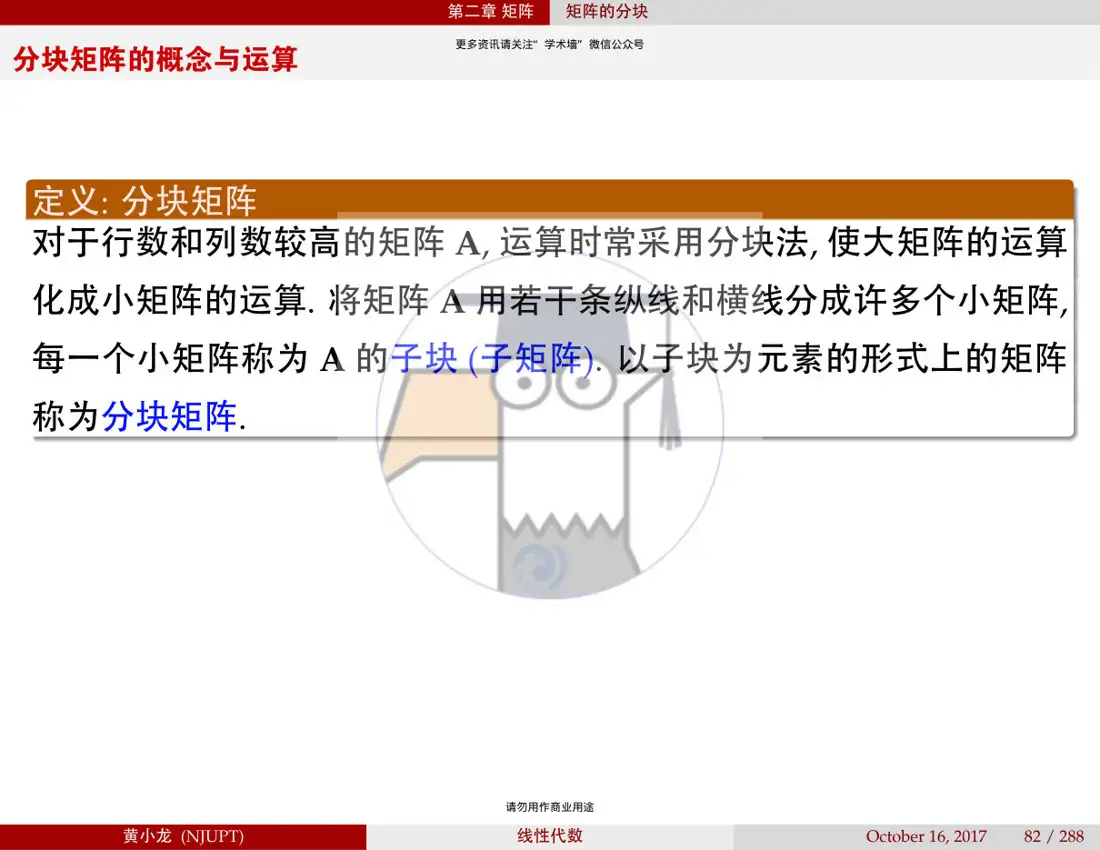 第二章 矩阵 矩阵的分块
更多资讯请关注“学术墙”微信公众号
分块矩阵的概念与运算
定义: 分块矩阵
对于行数和列数较高的矩阵 A, 运算时常采用分块法, 使大矩阵的运算
化成小矩阵的运算. 将矩阵 A 用若干条纵线和横线分成许多个小矩阵,
每一个小矩阵称为 A 的子块 (子矩阵). 以子块为元素的形式上的矩阵
称为分块矩阵.
请勿用作商业用途
黄小龙 (NJUPT) 线性代数 October 16, 2017 82 / 288